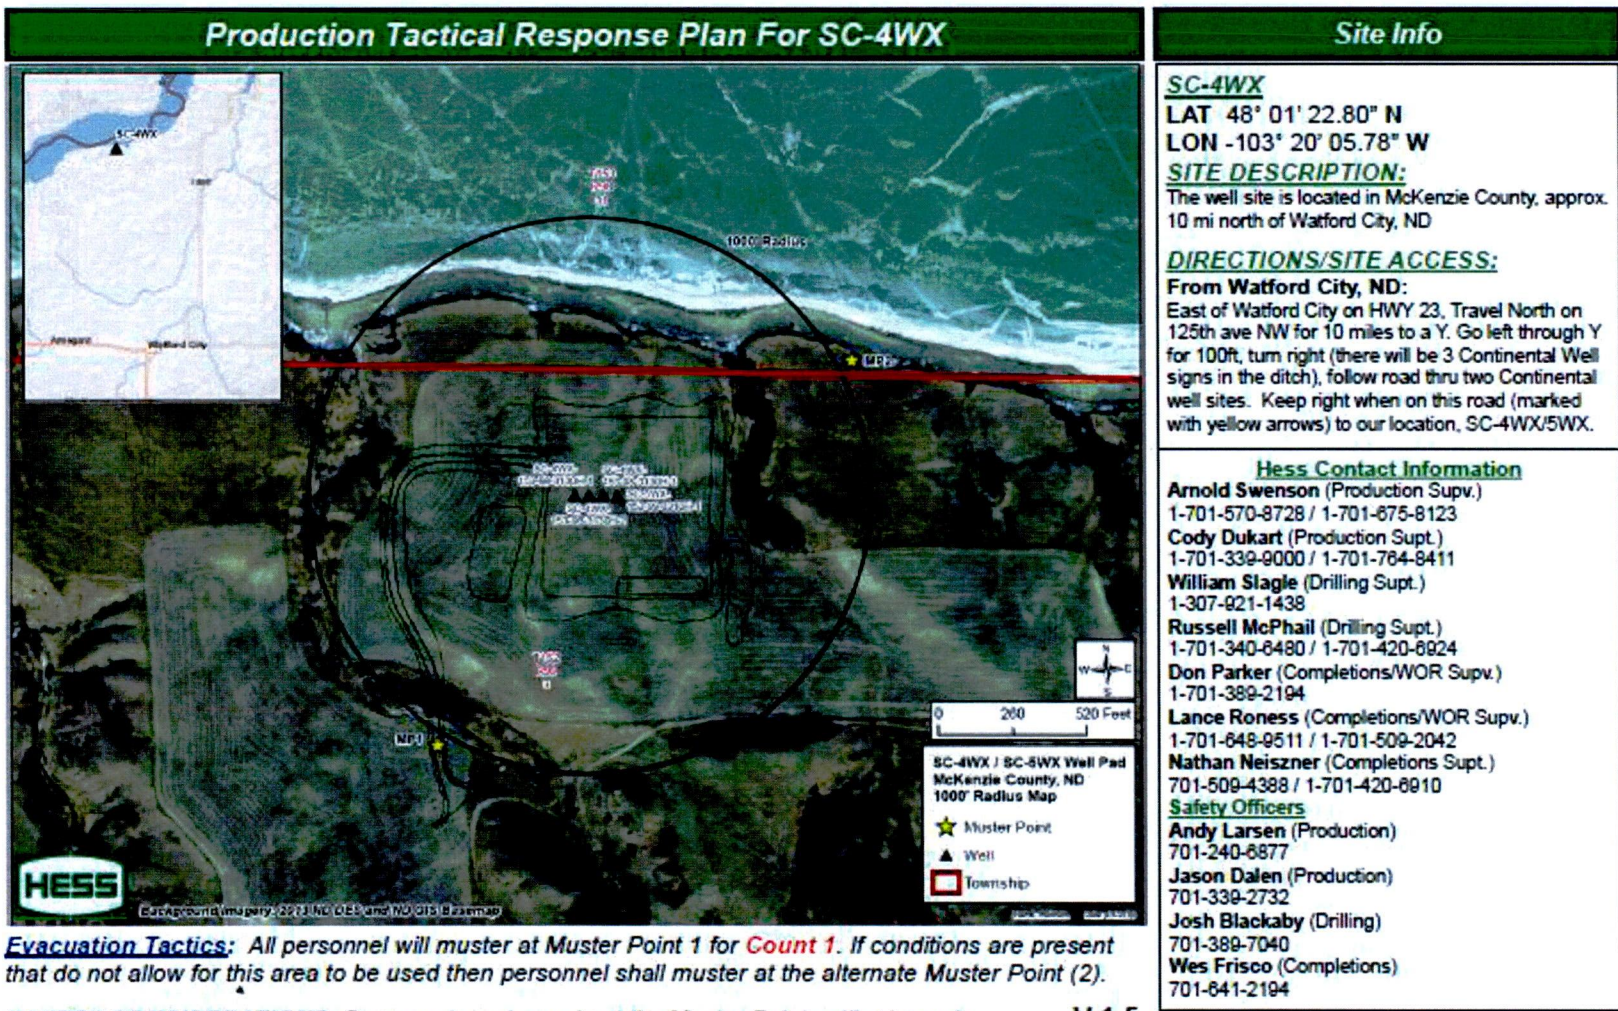 Production Tactical Response Plan For SC-4WX
SC-4WX
Watford City
1000' Radius
MP2
MP1
N
W
E
S
0 260 520 Feet
SC-4WX / SC-5WX Well Pad
McKenzie County, ND
1000' Radius Map
Muster Point
Well
Township
HESS
Background Imagery: 2013 ND DES and ND GIS Basemap
Evacuation Tactics: All personnel will muster at Muster Point 1 for Count 1. If conditions are present
that do not allow for this area to be used then personnel shall muster at the alternate Muster Point (2).
Site Info
SC-4WX
LAT 48° 01' 22.80" N
LON -103° 20' 05.78" W
SITE DESCRIPTION:
The well site is located in McKenzie County, approx.
10 mi north of Watford City, ND
DIRECTIONS/SITE ACCESS:
From Watford City, ND:
East of Watford City on HWY 23, Travel North on
125th ave NW for 10 miles to a Y. Go left through Y
for 100ft, turn right (there will be 3 Continental Well
signs in the ditch), follow road thru two Continental
well sites. Keep right when on this road (marked
with yellow arrows) to our location, SC-4WX/5WX.
Hess Contact Information
Arnold Swenson (Production Supv.)
1-701-570-8728 / 1-701-675-8123
Cody Dukart (Production Supt.)
1-701-339-9000 / 1-701-764-8411
William Slagle (Drilling Supt.)
1-307-921-1438
Russell McPhail (Drilling Supt.)
1-701-340-6480 / 1-701-420-6924
Don Parker (Completions/WOR Supv.)
1-701-389-2194
Lance Roness (Completions/WOR Supv.)
1-701-648-9511 / 1-701-509-2042
Nathan Neiszner (Completions Supt.)
701-509-4388 / 1-701-420-6910
Safety Officers
Andy Larsen (Production)
701-240-6877
Jason Dalen (Production)
701-339-2732
Josh Blackaby (Drilling)
701-389-7040
Wes Frisco (Completions)
701-641-2194